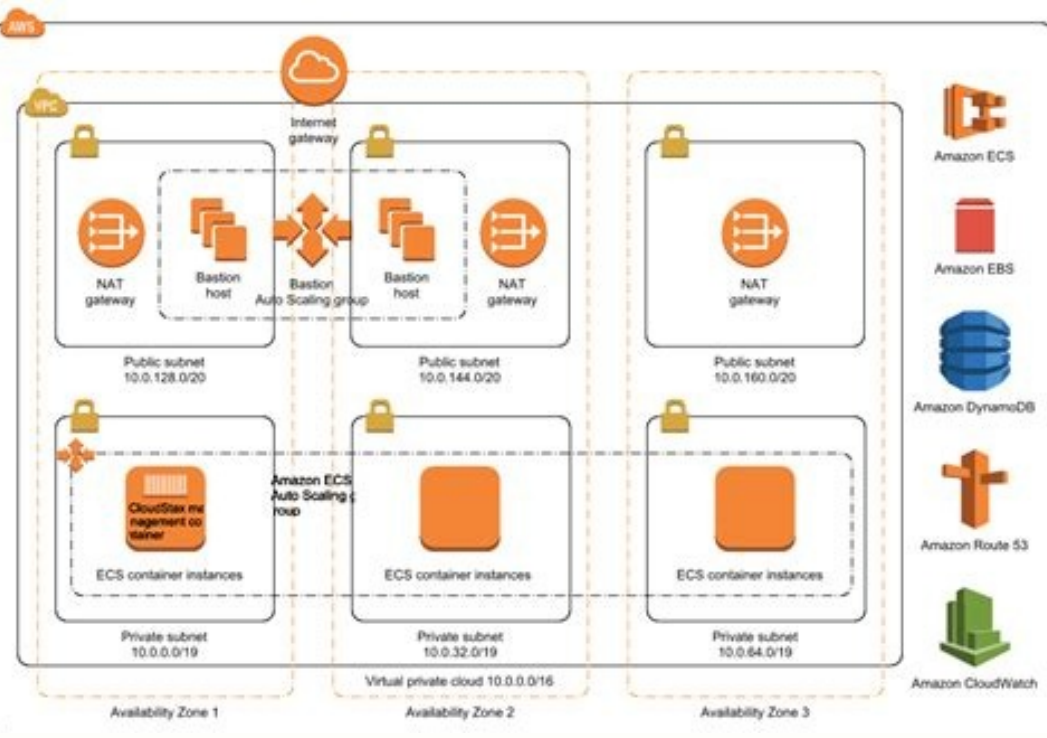 AWS
VPC
Internet
gateway
NAT
gateway
Bastion
host
Bastion
Auto Scaling group
Bastion
host
NAT
gateway
NAT
gateway
Public subnet
10.0.128.0/20
Public subnet
10.0.144.0/20
Public subnet
10.0.160.0/20
CloudStax ma
nagement co
ntainer
ECS container instances
Amazon ECS
Auto Scaling g
roup
ECS container instances
ECS container instances
Private subnet
10.0.0.0/19
Private subnet
10.0.32.0/19
Private subnet
10.0.64.0/19
Virtual private cloud 10.0.0.0/16
Availability Zone 1
Availability Zone 2
Availability Zone 3
Amazon ECS
Amazon EBS
Amazon DynamoDB
Amazon Route 53
Amazon CloudWatch